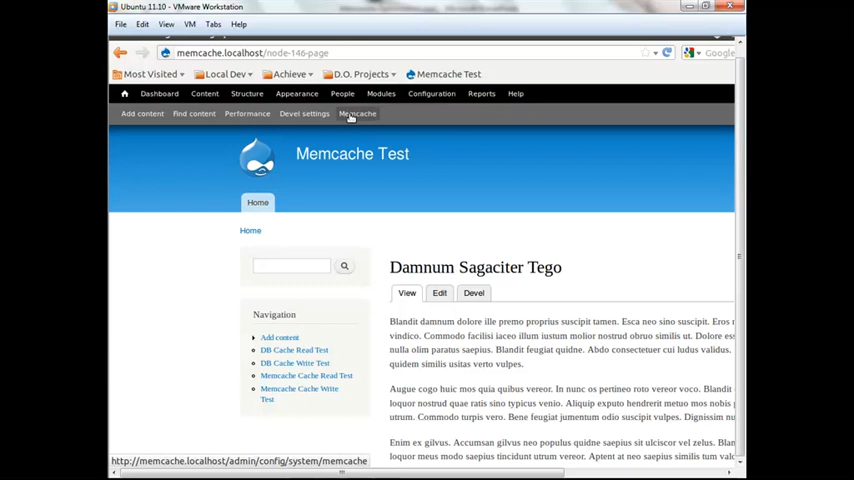 Ubuntu 11.10 - VMware Workstation
File Edit View VM Tabs Help
memcache.localhost/node-146-page
Google
Most Visited Local Dev Achieve D.O. Projects Memcache Test
Dashboard Content Structure Appearance People Modules Configuration Reports Help
Add content Find content Performance Devel settings Memcache
Memcache Test
Home
Home
Damnum Sagaciter Tego
View Edit Devel
Navigation
Add content
DB Cache Read Test
DB Cache Write Test
Memcache Cache Read Test
Memcache Cache Write
Test
Blandit damnum dolore ille premo proprius suscipit tamen. Esca neo sino suscipit. Eros
vindico. Commodo facilisi iaceo illum iustum molior nostrud obruo similis ut. Commodo
nulla olim paratus saepius. Blandit feugiat quidne. Abdo consectetuer cui ludus validus.
quidem similis usitas verto vulpes.
Augue cogo huic mos quia quibus vereor. In nunc os pertineo roto vereor voco. Blandit
loquor nostrud quae ratis sino typicus venio. Aliquip exputo hendrerit metuo mos nobis
utrum. Commodo turpis vero. Bene feugiat jumentum odio suscipit vulpes. Dignissim
Enim ex gilvus. Accumsan gilvus neo populus quidne saepius sit ulciscor vel zelus.
loquor meus modo saepius tincidunt utrum vereor. Aptent at neo saepius similis tum
http://memcache.localhost/admin/config/system/memcache